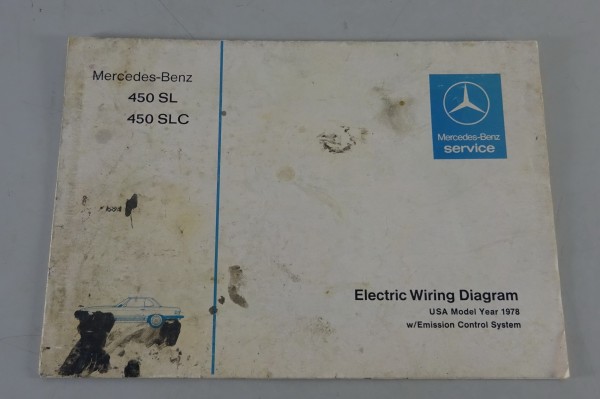 Mercedes-Benz
450 SL
450 SLC
Mercedes-Benz
service
Electric Wiring Diagram
USA Model Year 1978
w/Emission Control System